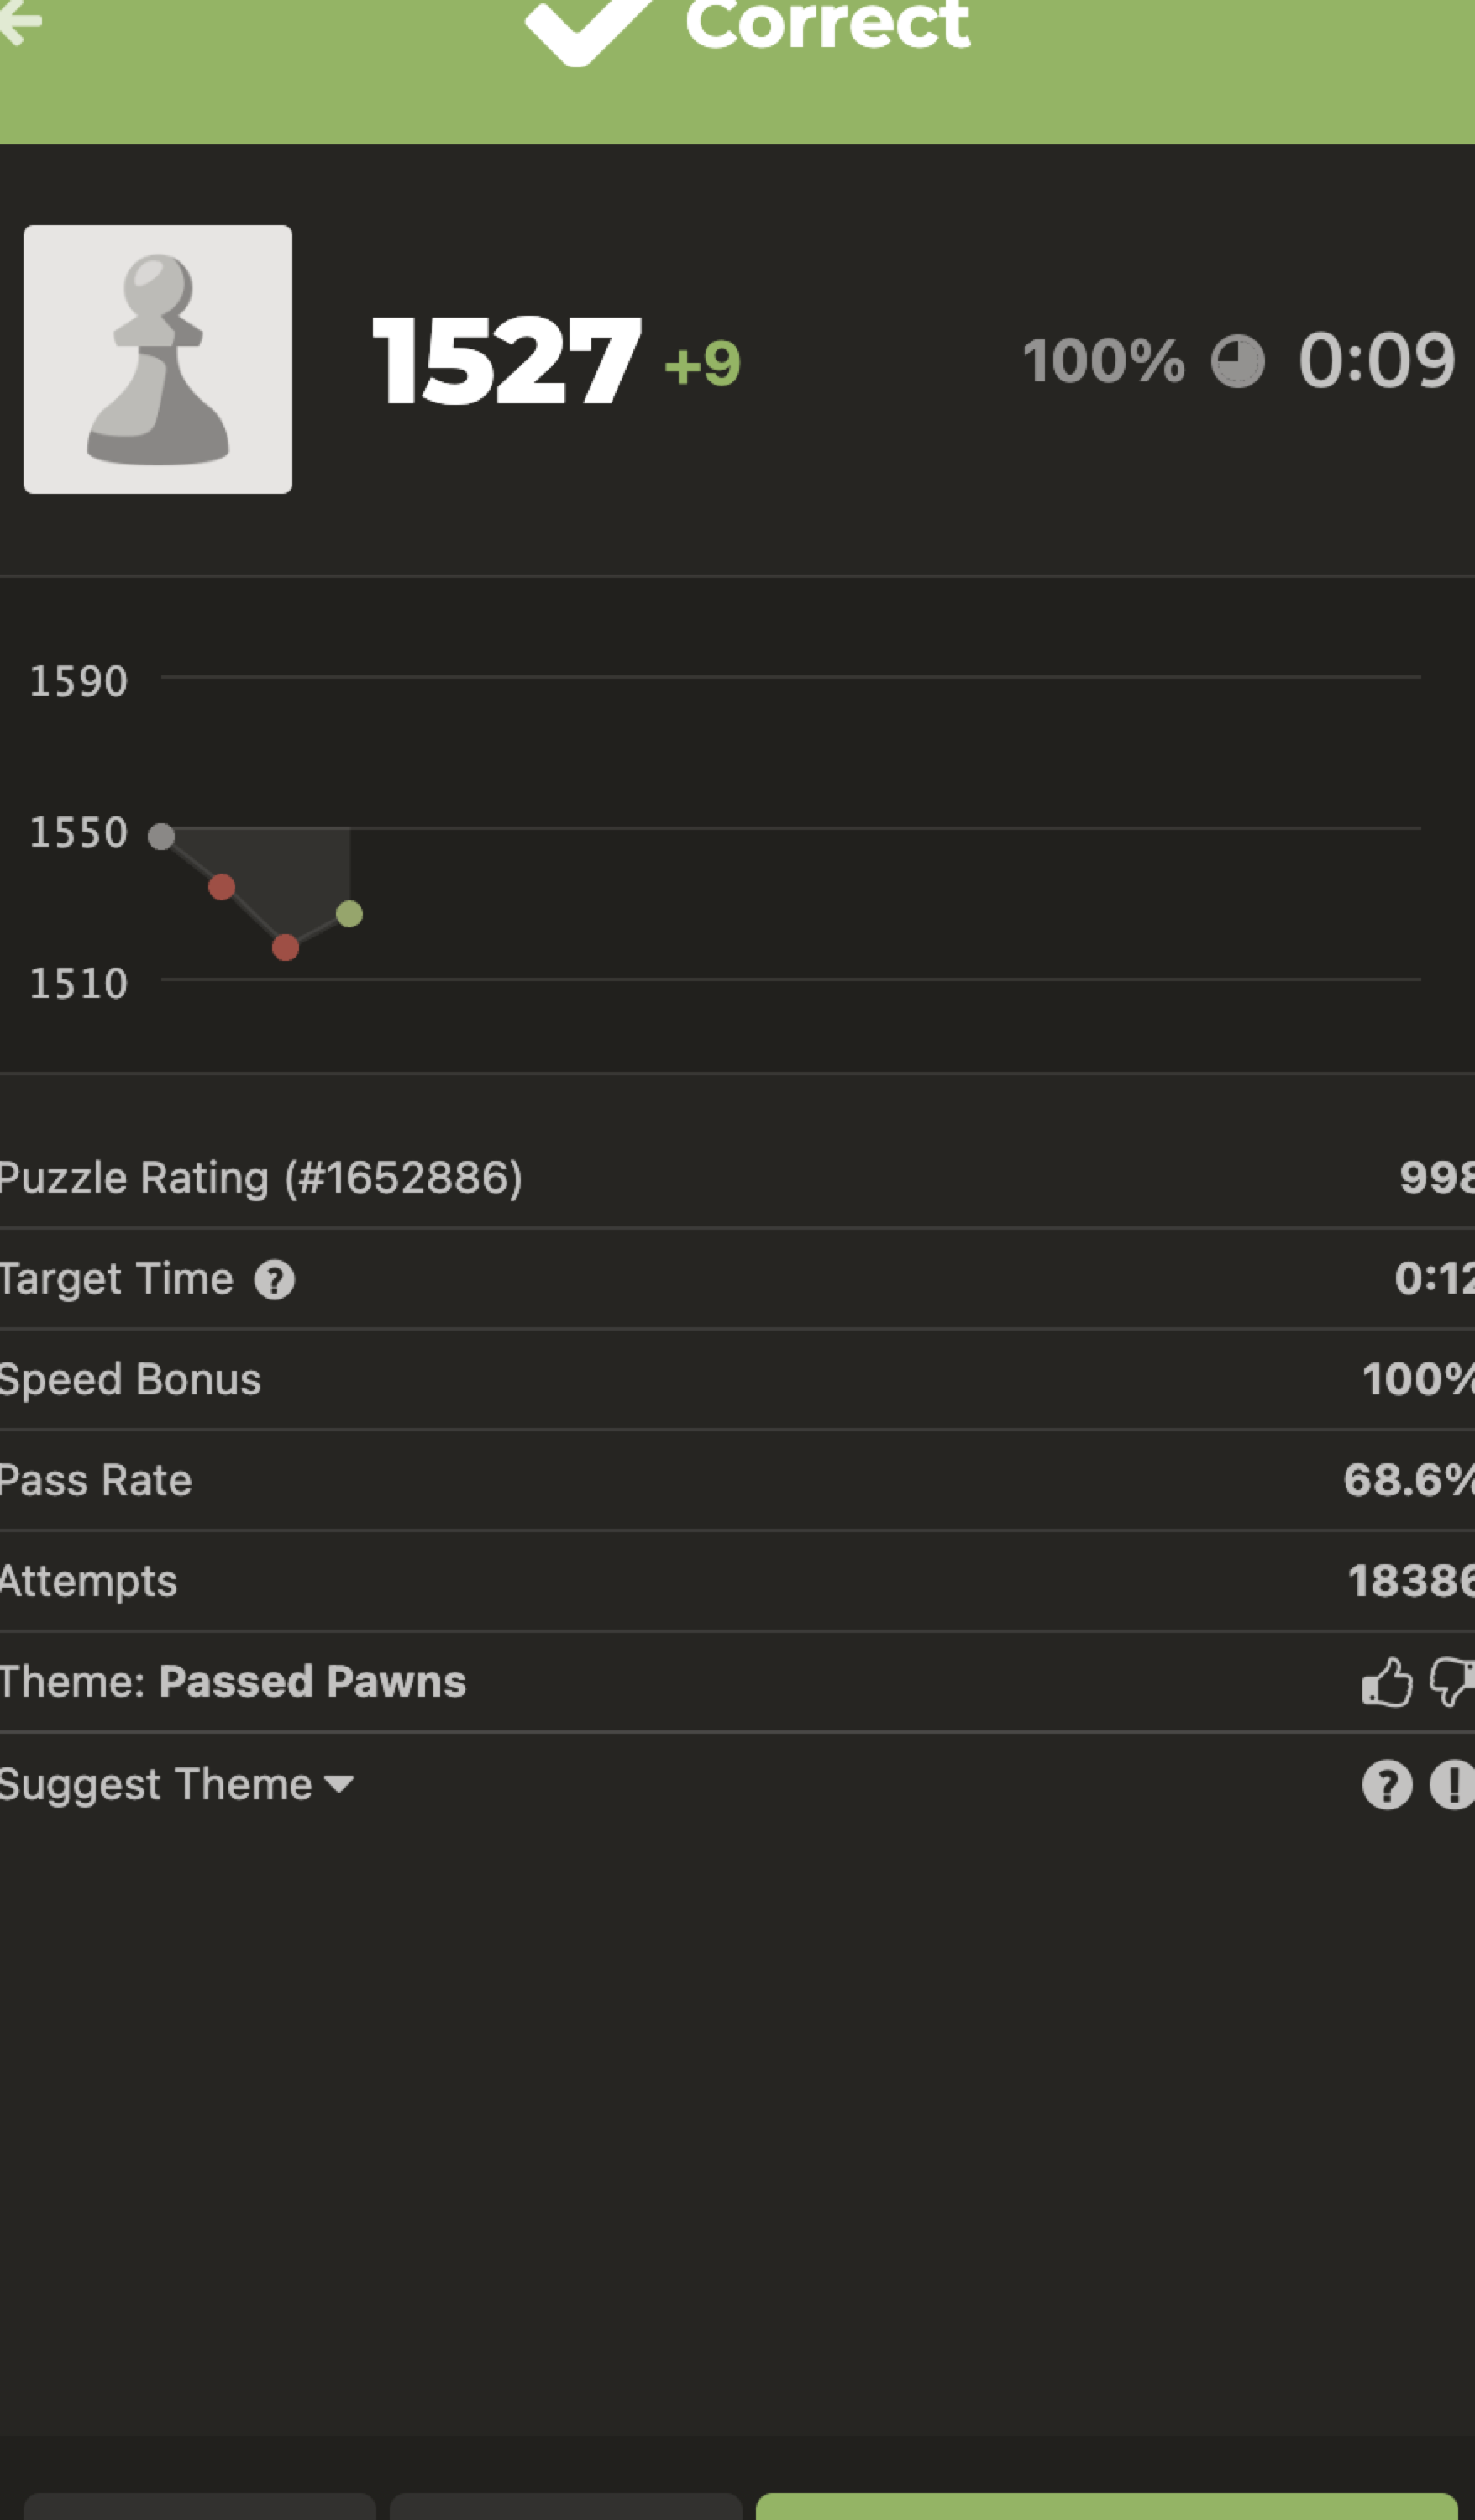 Correct
1527 +9 100% 0:09
1590
1550
1510
Puzzle Rating (#1652886) 998
Target Time ? 0:12
Speed Bonus 100%
Pass Rate 68.6%
Attempts 18386
Theme: Passed Pawns
Suggest Theme ? !